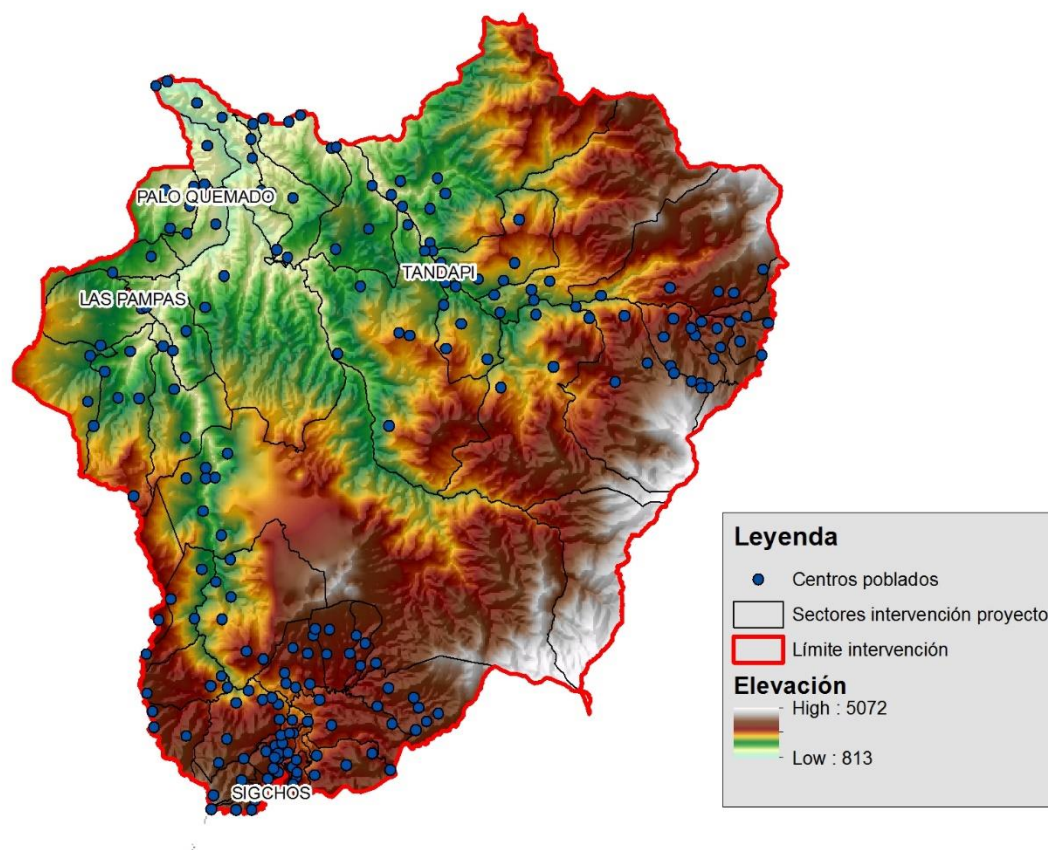 PALO QUEMADO
TANDAPI
LAS PAMPAS
SIGCHOS
Leyenda
Centros poblados
Sectores intervención proyecto
Límite intervención
Elevación
High : 5072
Low : 813